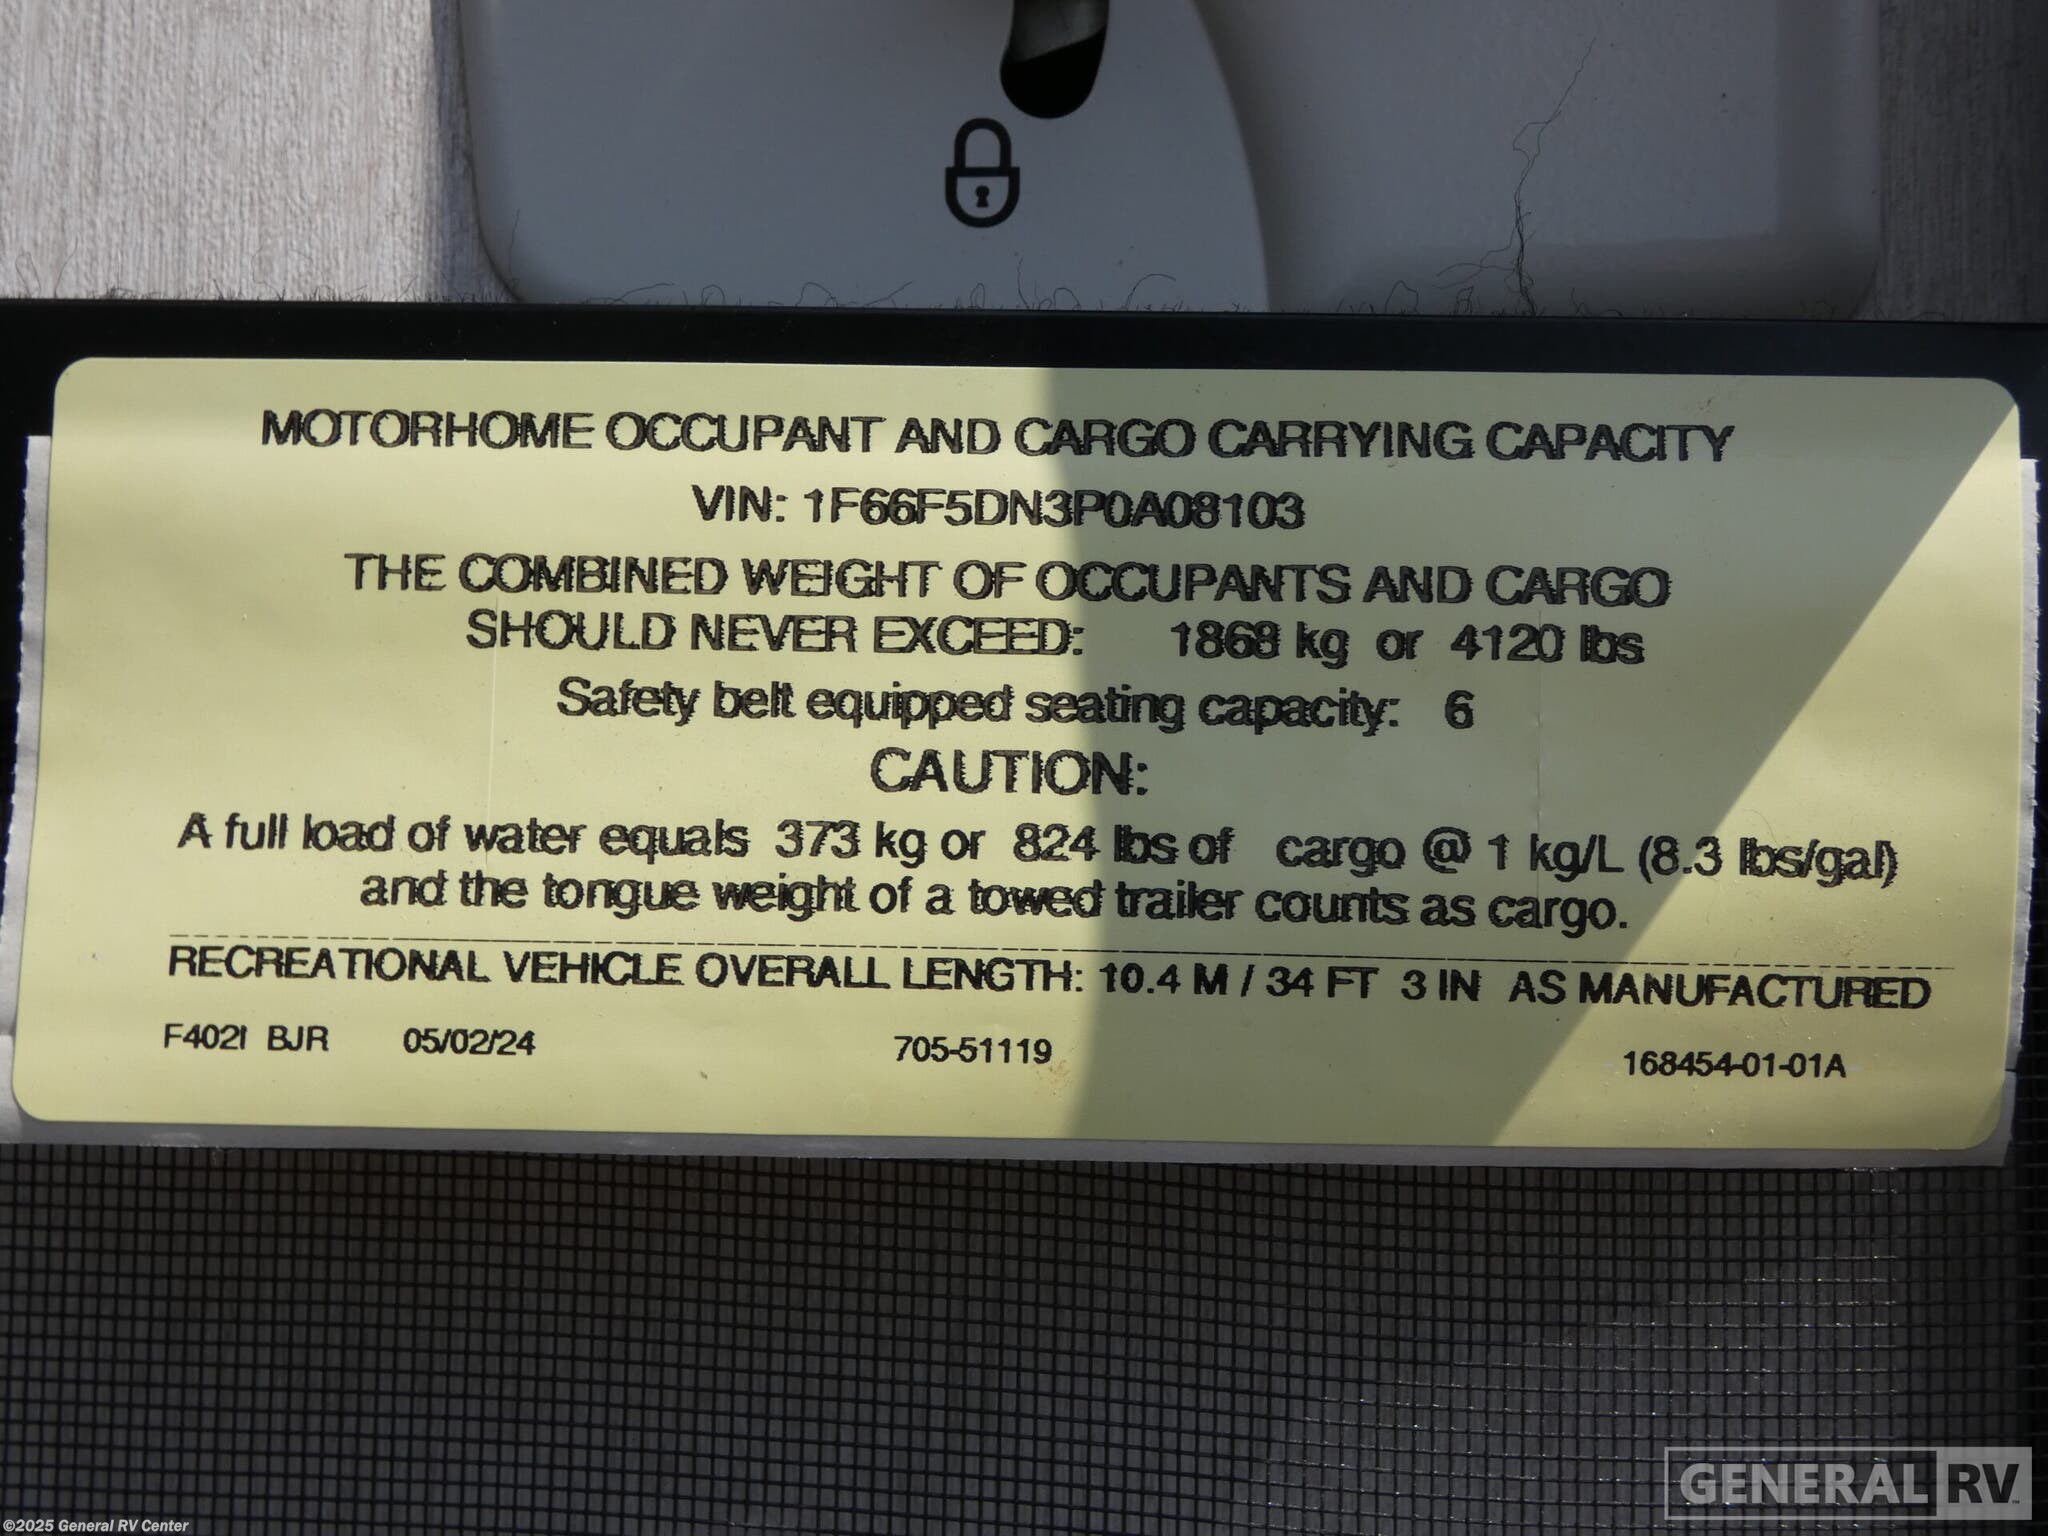 MOTORHOME OCCUPANT AND CARGO CARRYING CAPACITY
VIN: 1F66F5DN3P0A08103
THE COMBINED WEIGHT OF OCCUPANTS AND CARGO
SHOULD NEVER EXCEED: 1868 kg or 4120 lbs
Safety belt equipped seating capacity: 6
CAUTION:
A full load of water equals 373 kg or 824 lbs of cargo @ 1 kg/L (8.3 lbs/gal)
and the tongue weight of a towed trailer counts as cargo.
RECREATIONAL VEHICLE OVERALL LENGTH: 10.4 M / 34 FT 3 IN AS MANUFACTURED
F402I BJR 05/02/24 705-51119 168454-01-01A
GENERAL RV™
©2025 General RV Center